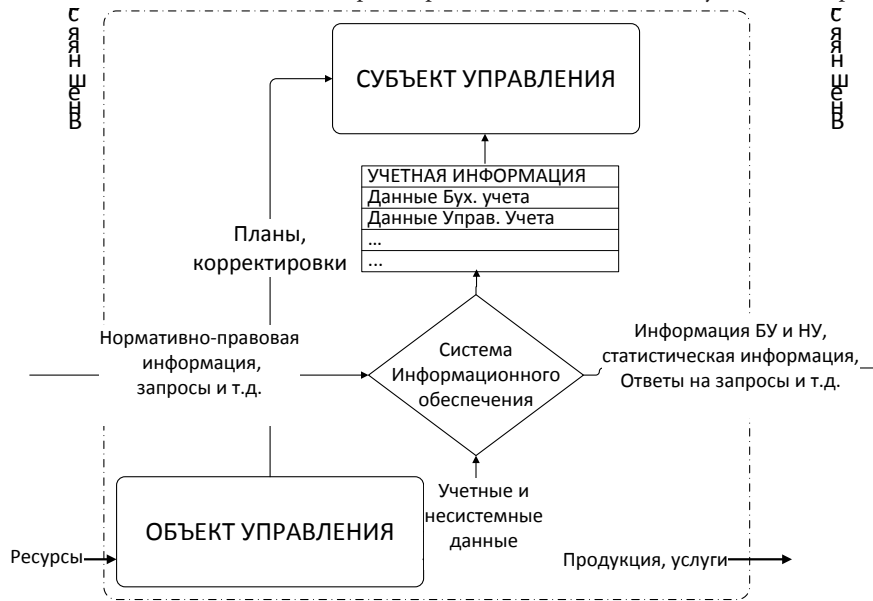 СУБЪЕКТ УПРАВЛЕНИЯ
УЧЕТНАЯ ИНФОРМАЦИЯ
Данные Бух. учета
Данные Управ. Учета
...
...
Планы,
корректировки
Нормативно-правовая
информация,
запросы и т.д.
Система
Информационного
обеспечения
Информация БУ и НУ,
статистическая информация,
Ответы на запросы и т.д.
Учетные и
несистемные
данные
ОБЪЕКТ УПРАВЛЕНИЯ
Ресурсы
Продукция, услуги